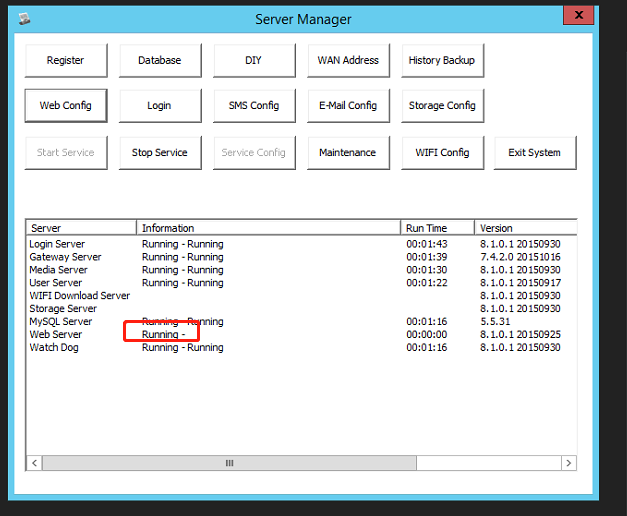 Server Manager
x
Register Database DIY WAN Address History Backup
Web Config Login SMS Config E-Mail Config Storage Config
Start Service Stop Service Service Config Maintenance WIFI Config Exit System
Server Information Run Time Version
Login Server Running - Running 00:01:43 8.1.0.1 20150930
Gateway Server Running - Running 00:01:39 7.4.2.0 20151016
Media Server Running - Running 00:01:30 8.1.0.1 20150930
User Server Running - Running 00:01:22 8.1.0.1 20150917
WIFI Download Server 8.1.0.1 20150930
Storage Server 8.1.0.1 20150930
MySQL Server Running - Running 00:01:16 5.5.31
Web Server Running - 00:00:00 8.1.0.1 20150925
Watch Dog Running - Running 00:01:16 8.1.0.1 20150930